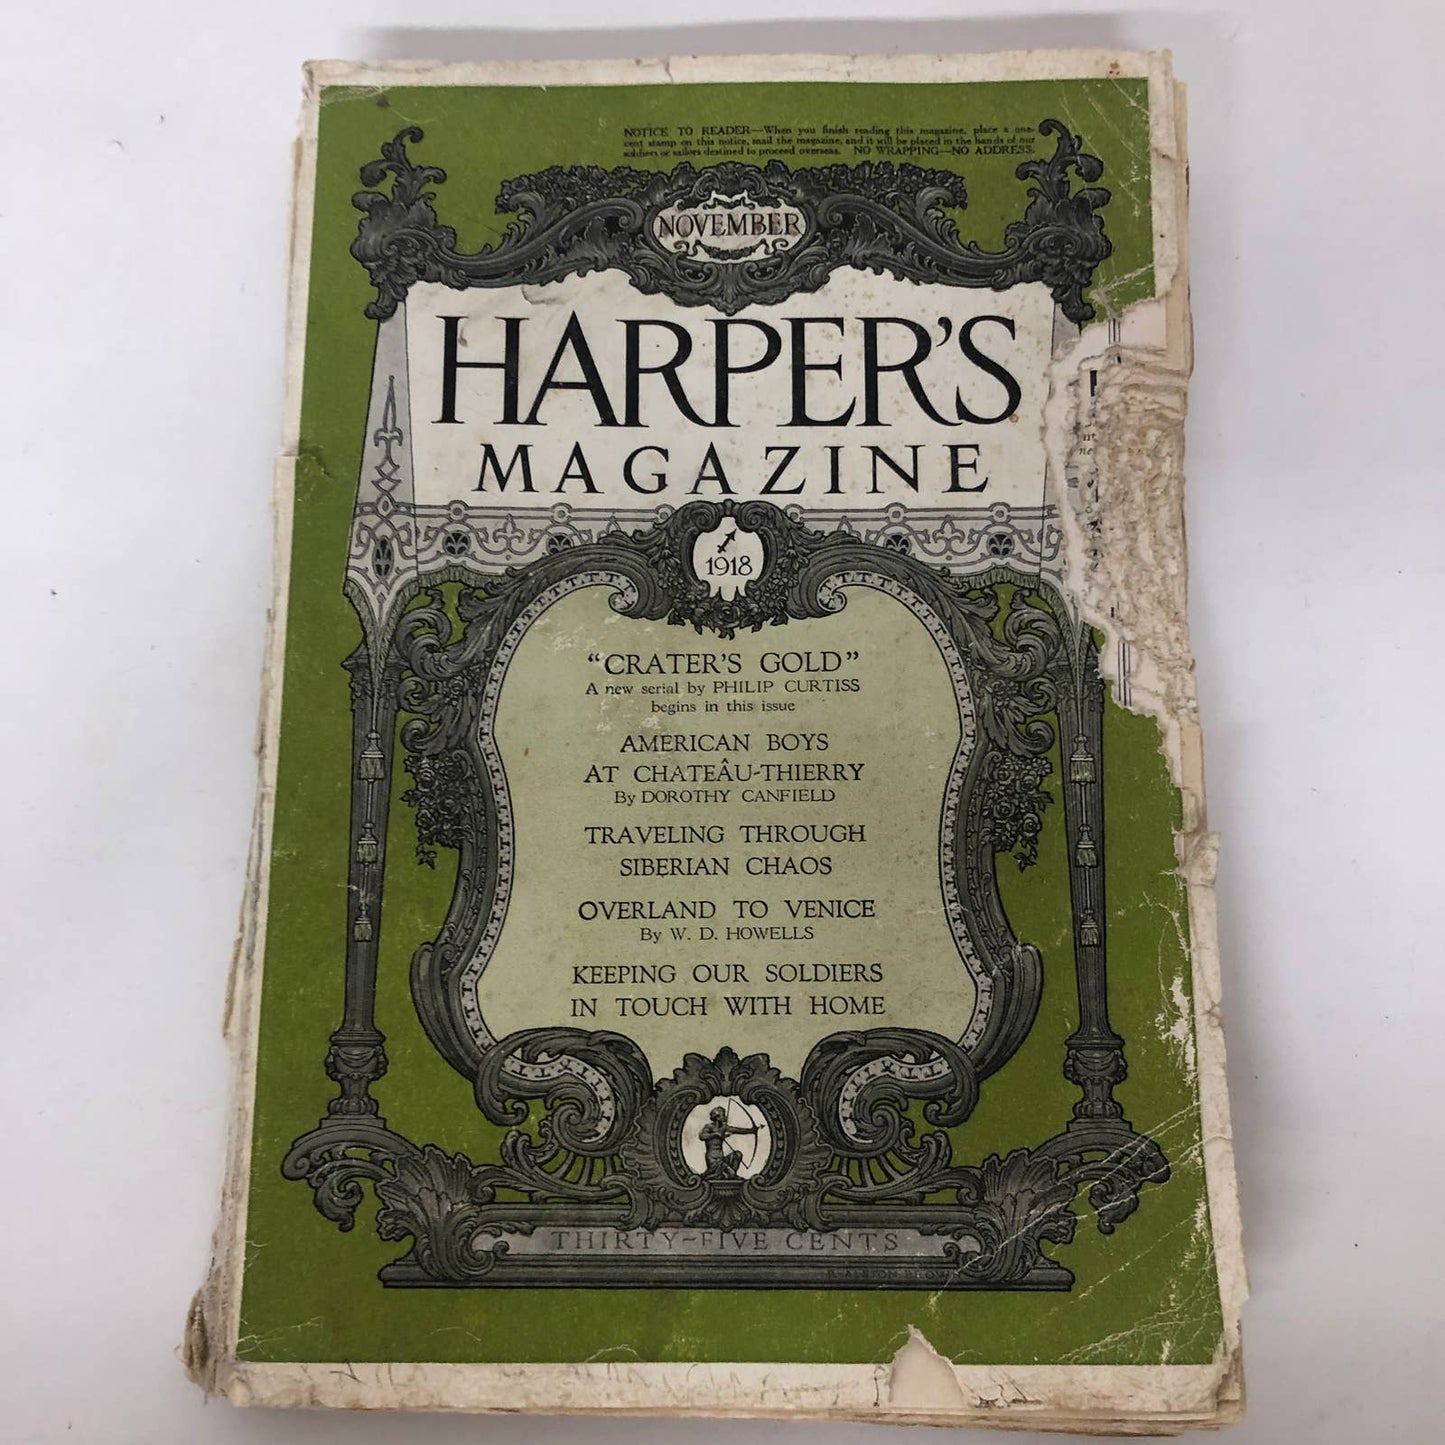 NOTICE TO READER—When you finish reading this magazine, place a one-
cent stamp on this notice, mail the magazine, and it will be placed in the hands of our
soldiers or sailors destined to proceed overseas. NO WRAPPING—NO ADDRESS.
NOVEMBER
HARPER'S
MAGAZINE
1918
"CRATER'S GOLD"
A new serial by PHILIP CURTISS
begins in this issue
AMERICAN BOYS
AT CHATEÂU-THIERRY
By DOROTHY CANFIELD
TRAVELING THROUGH
SIBERIAN CHAOS
OVERLAND TO VENICE
By W. D. HOWELLS
KEEPING OUR SOLDIERS
IN TOUCH WITH HOME
THIRTY-FIVE CENTS